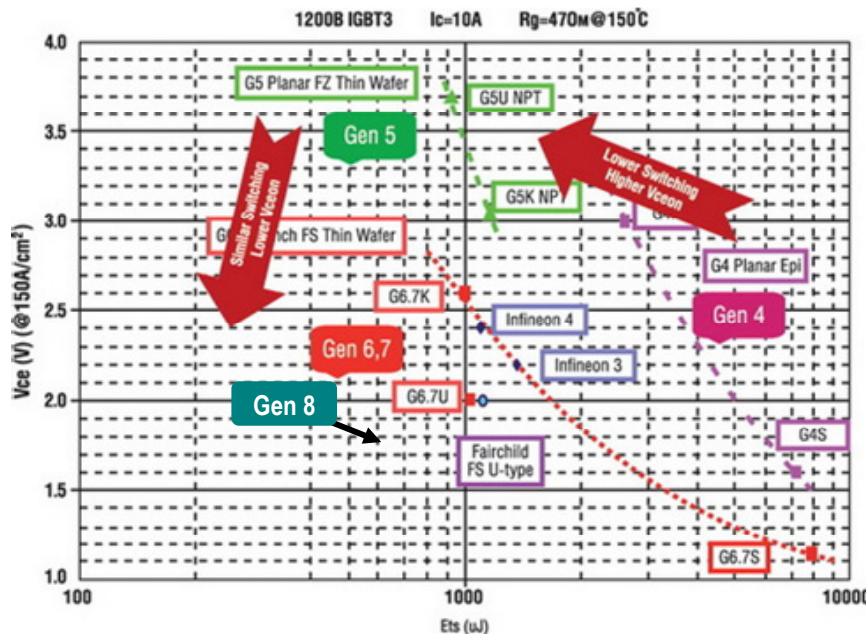 1200B IGBT3 Ic=10A Rg=470м@150℃
4.0
3.5
3.0
2.5
2.0
1.5
1.0
Vce (V) (@150A/cm²)
G5 Planar FZ Thin Wafer
G5U NPT
Gen 5
Lower Switching
Higher Vceon
G5K NP
Similar Switching
Lower Vceon
nch FS Thin Wafer
G4 Planar Epi
G6.7K
Infineon 4
Gen 4
Gen 6,7
Infineon 3
G6.7U
Gen 8
Fairchild
FS U-type
G4S
G6.7S
100
1000
10000
Ets (uJ)